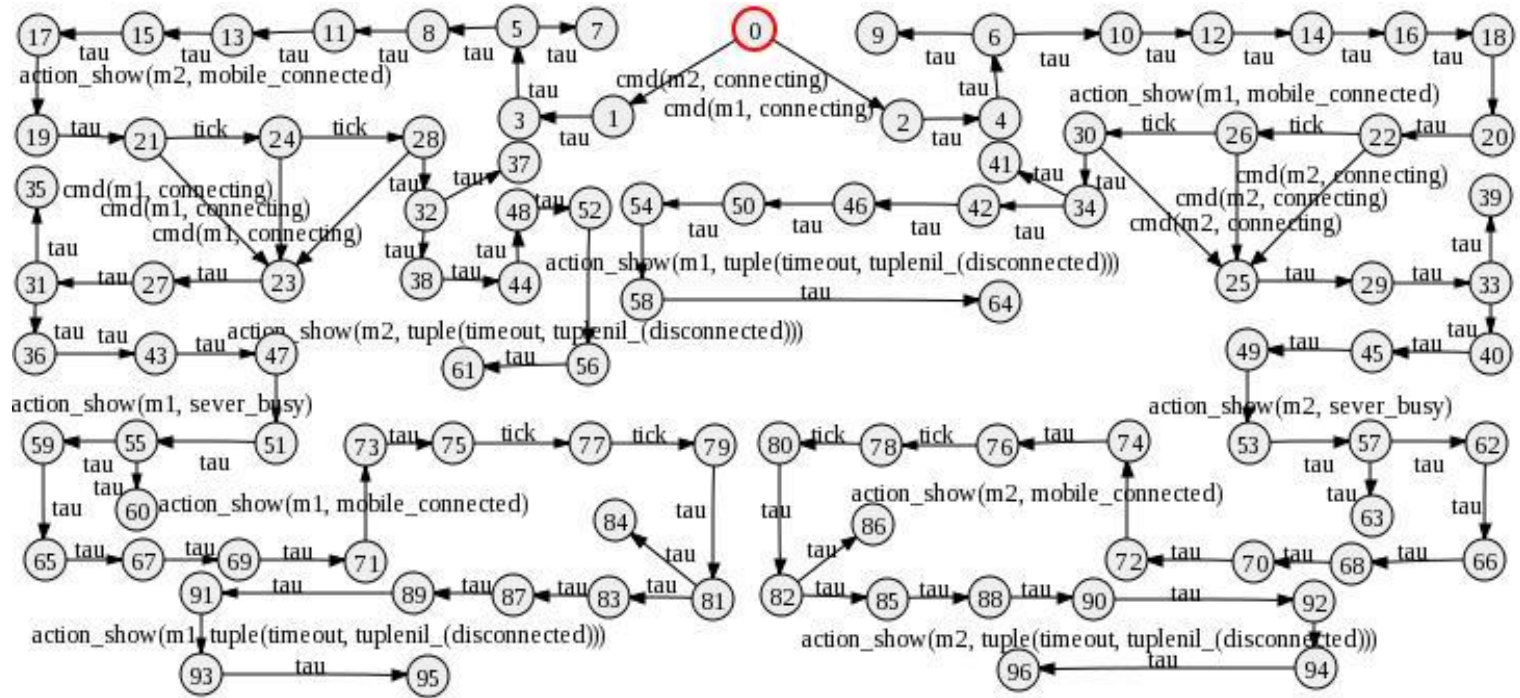 17 15 13 11 8 5 7 0 9 6 10 12 14 16 18
tau tau tau tau tau tau tau tau tau tau tau tau
action_show(m2, mobile_connected)
cmd(m2, connecting)
action_show(m1, mobile_connected)
tau tau
cmd(m1, connecting)
3 1 2 4
tau tau
19 tau 21 tick 24 tick 28 30 tick 26 tick 22 tau 20
37 41
35 cmd(m1, connecting) tau tau tau tau cmd(m2, connecting) 39
cmd(m1, connecting) cmd(m2, connecting)
32 48 tau 52 54 50 46 42 34
cmd(m1, connecting) cmd(m2, connecting)
tau tau tau tau tau tau tau
tau tau
action_show(m1, tuple(timeout, tuplenil_(disconnected)))
31 tau 27 tau 23 38 tau 44 25 tau 29 tau 33
58 tau 64
tau action_show(m2, tuple(timeout, tuplenil_(disconnected))) tau
36 tau 43 tau 47 61 tau 56 49 tau 45 tau 40
action_show(m1, sever_busy) action_show(m2, sever_busy)
59 55 51 73 tau 75 tick 77 tick 79 80 tick 78 tick 76 tau 74 53 57 62
tau tau tau tau
tau tau
action_show(m2, mobile_connected)
tau 60 action_show(m1, mobile_connected) 84 tau tau 86 63 tau
65 tau 67 tau 69 tau 71 tau tau 72 tau 70 tau 68 tau 66
91 tau 89 tau 87 tau 83 tau 81 82 tau 85 tau 88 tau 90 tau 92
action_show(m1, tuple(timeout, tuplenil_(disconnected))) action_show(m2, tuple(timeout, tuplenil_(disconnected)))
93 tau 95 96 tau 94